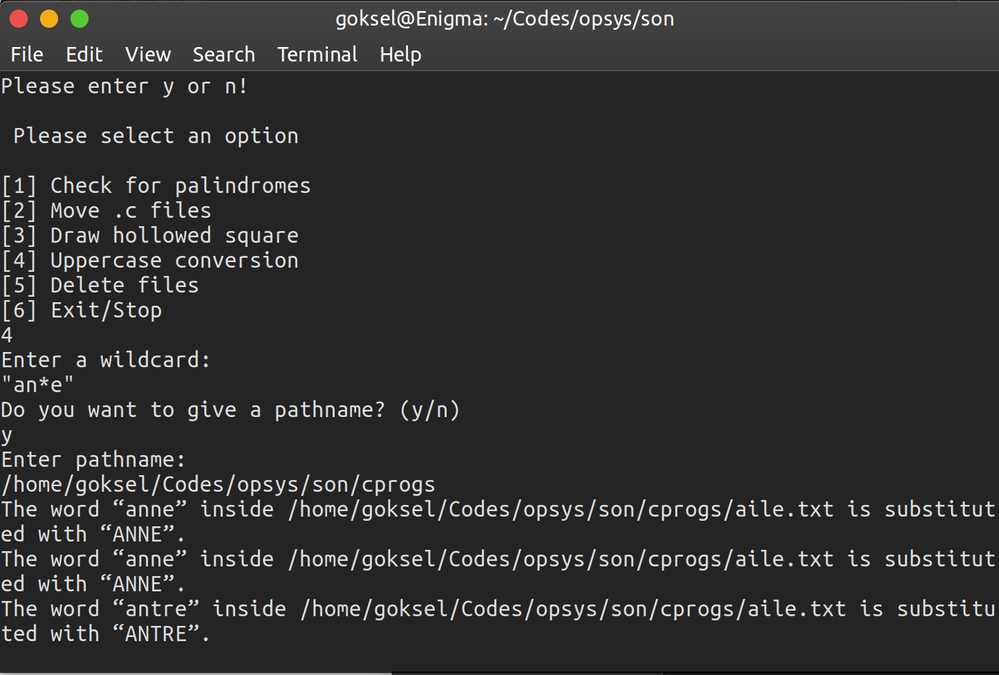 goksel@Enigma: ~/Codes/opsys/son
File Edit View Search Terminal Help
Please enter y or n!
Please select an option
[1] Check for palindromes
[2] Move .c files
[3] Draw hollowed square
[4] Uppercase conversion
[5] Delete files
[6] Exit/Stop
4
Enter a wildcard:
"an*e"
Do you want to give a pathname? (y/n)
y
Enter pathname:
/home/goksel/Codes/opsys/son/cprogs
The word “anne” inside /home/goksel/Codes/opsys/son/cprogs/aile.txt is substitut
ed with “ANNE”.
The word “anne” inside /home/goksel/Codes/opsys/son/cprogs/aile.txt is substitut
ed with “ANNE”.
The word “antre” inside /home/goksel/Codes/opsys/son/cprogs/aile.txt is substitu
ted with “ANTRE”.